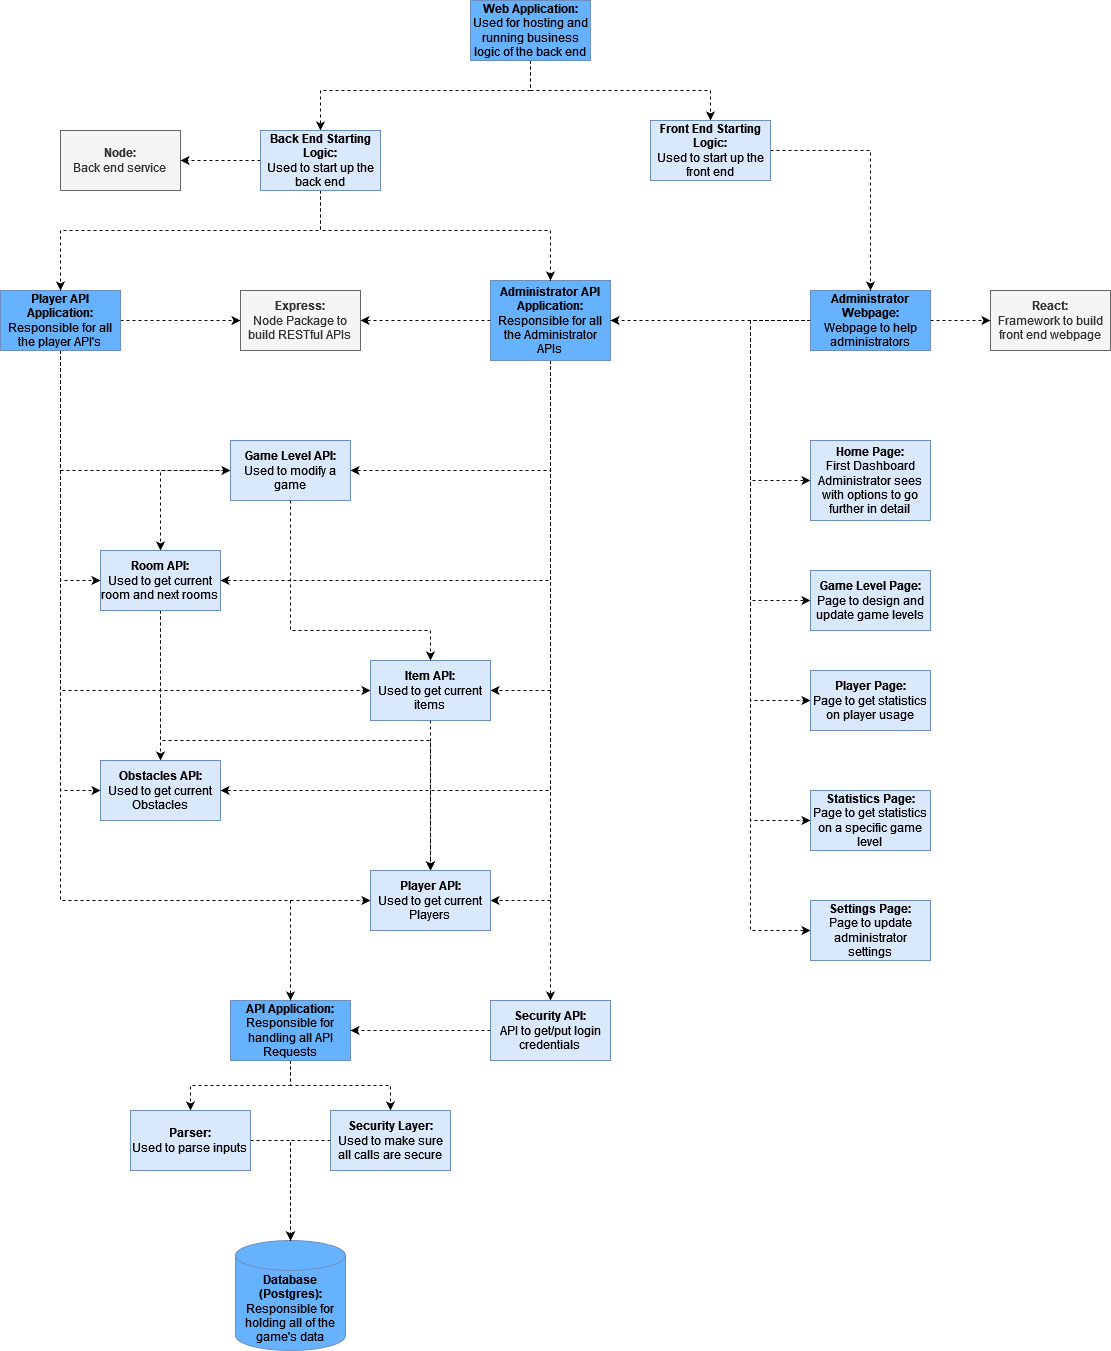 Web Application:
Used for hosting and
running business
logic of the back end
Node:
Back end service
Back End Starting
Logic:
Used to start up the
back end
Front End Starting
Logic:
Used to start up the
front end
Player API
Application:
Responsible for all
the player API's
Express:
Node Package to
build RESTful APIs
Administrator API
Application:
Responsible for all
the Administrator
APIs
Administrator
Webpage:
Webpage to help
administrators
React:
Framework to build
front end webpage
Game Level API:
Used to modify a
game
Home Page:
First Dashboard
Administrator sees
with options to go
further in detail
Room API:
Used to get current
room and next rooms
Game Level Page:
Page to design and
update game levels
Item API:
Used to get current
items
Player Page:
Page to get statistics
on player usage
Obstacles API:
Used to get current
Obstacles
Statistics Page:
Page to get statistics
on a specific game
level
Player API:
Used to get current
Players
Settings Page:
Page to update
administrator
settings
API Application:
Responsible for
handling all API
Requests
Security API:
API to get/put login
credentials
Parser:
Used to parse inputs
Security Layer:
Used to make sure
all calls are secure
Database
(Postgres):
Responsible for
holding all of the
game's data